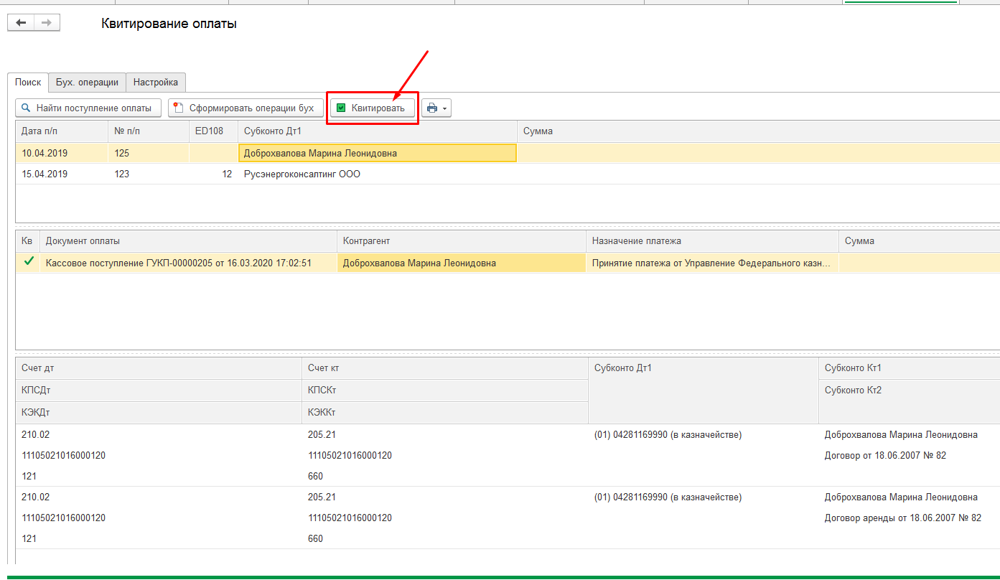 Квитирование оплаты
Поиск Бух. операции Настройка
Найти поступление оплаты Сформировать операции бух Квитировать
Дата п/п № п/п ED108 Субконто Дт1 Сумма
10.04.2019 125 Доброхвалова Марина Леонидовна
15.04.2019 123 12 Русэнергоконсалтинг ООО
Кв Документ оплаты Контрагент Назначение платежа Сумма
Кассовое поступление ГУКП-00000205 от 16.03.2020 17:02:51 Доброхвалова Марина Леонидовна Принятие платежа от Управление Федерального казн...
Счет дт Счет кт Субконто Дт1 Субконто Кт1
КПСДт КПСКт Субконто Кт2
КЭКДт КЭККт
210.02 205.21 (01) 04281169990 (в казначействе) Доброхвалова Марина Леонидовна
11105021016000120 11105021016000120 Договор от 18.06.2007 № 82
121 660
210.02 205.21 (01) 04281169990 (в казначействе) Доброхвалова Марина Леонидовна
11105021016000120 11105021016000120 Договор аренды от 18.06.2007 № 82
121 660